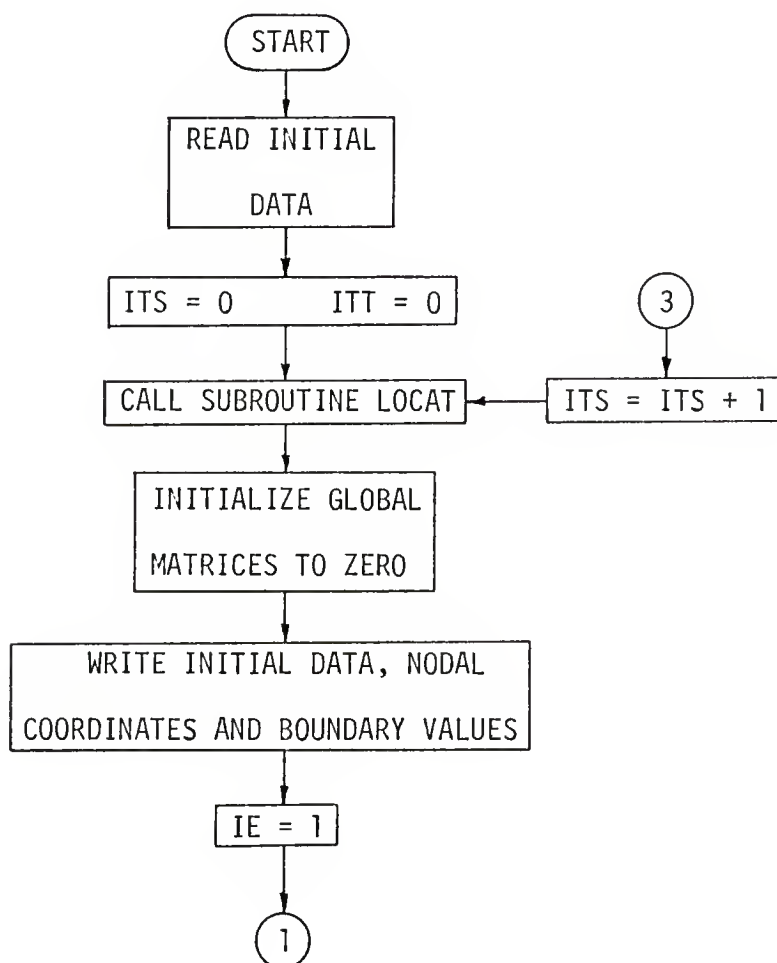 START
READ INITIAL
DATA
ITS = 0 ITT = 0
3
CALL SUBROUTINE LOCAT
ITS = ITS + 1
INITIALIZE GLOBAL
MATRICES TO ZERO
WRITE INITIAL DATA, NODAL
COORDINATES AND BOUNDARY VALUES
IE = 1
1